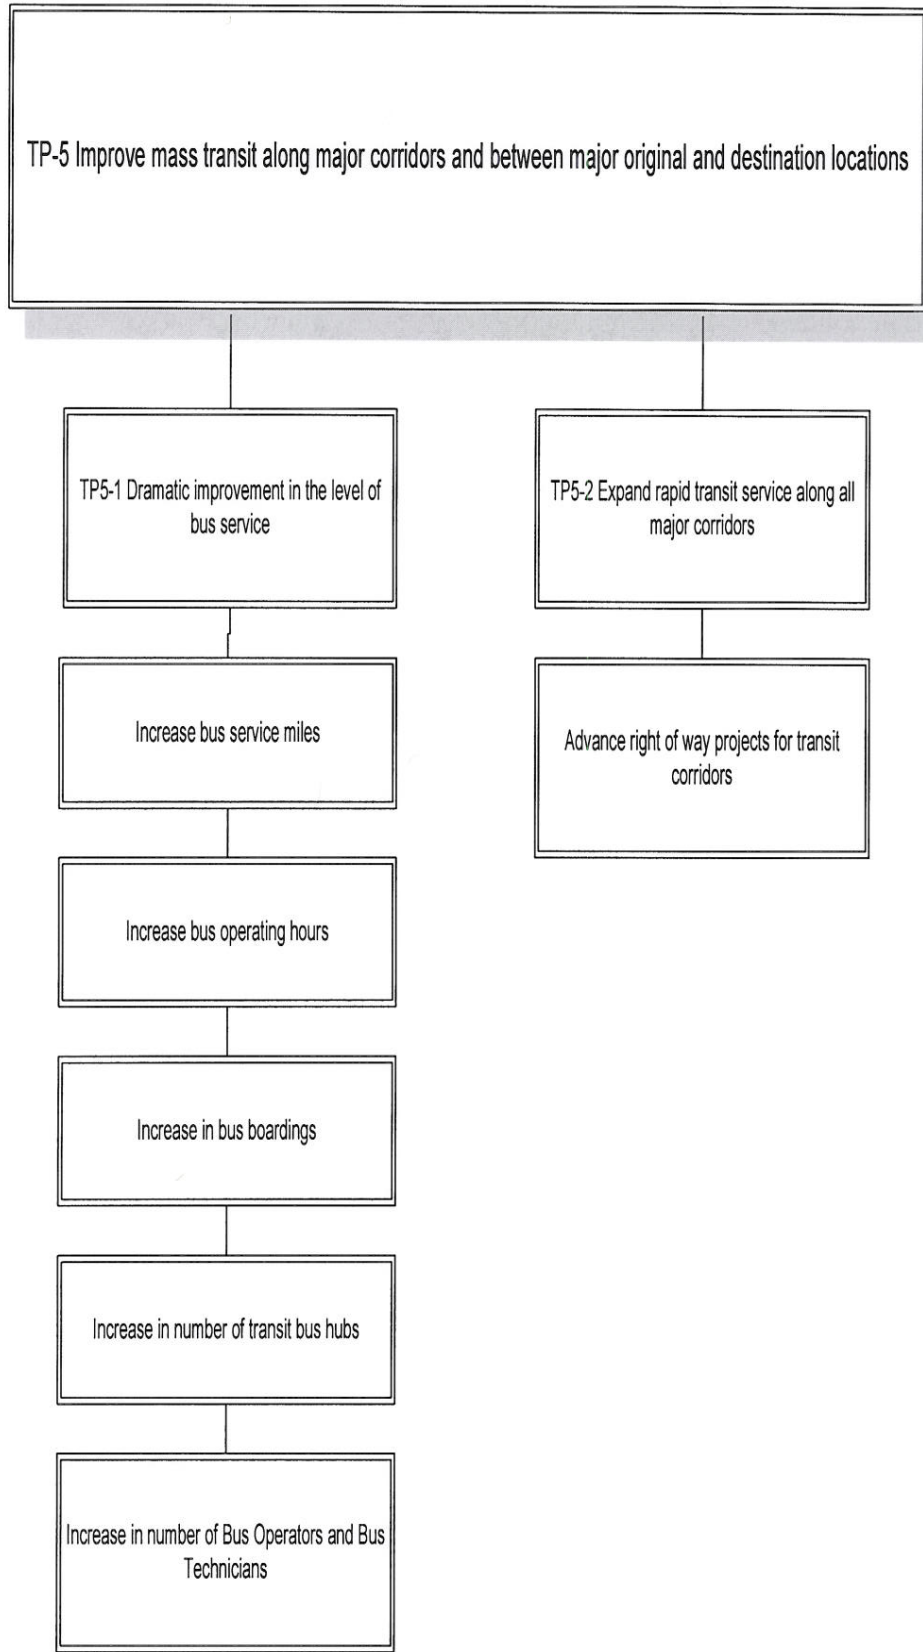 TP-5 Improve mass transit along major corridors and between major original and destination locations
TP5-1 Dramatic improvement in the level of
bus service
TP5-2 Expand rapid transit service along all
major corridors
Increase bus service miles
Advance right of way projects for transit
corridors
Increase bus operating hours
Increase in bus boardings
Increase in number of transit bus hubs
Increase in number of Bus Operators and Bus
Technicians